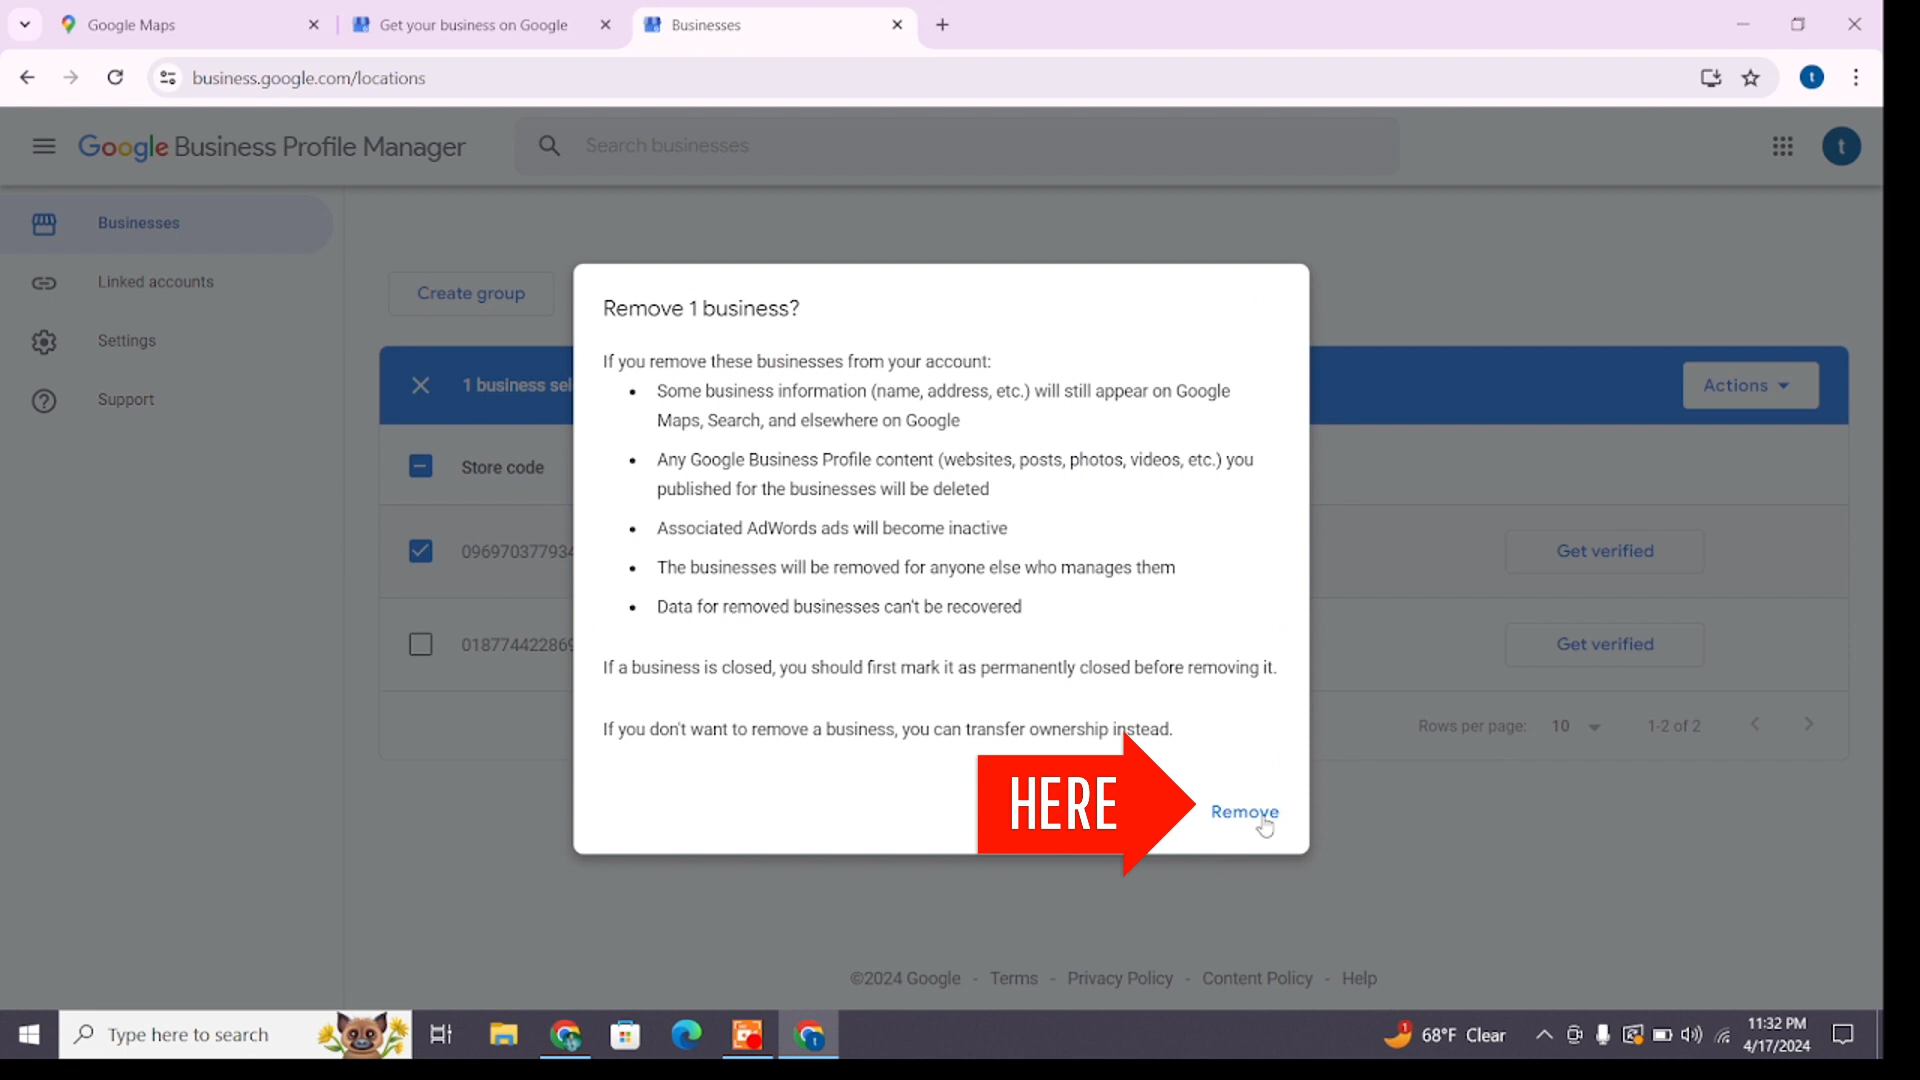 Google Maps
Get your business on Google
Businesses
business.google.com/locations
t
Google Business Profile Manager
Search businesses
t
Businesses
Linked accounts
Settings
Support
Create group
1 business sel
Actions
Store code
09697037793
Get verified
01877442286
Get verified
Rows per page: 10 1-2 of 2
Remove 1 business?
If you remove these businesses from your account:
• Some business information (name, address, etc.) will still appear on Google
Maps, Search, and elsewhere on Google
• Any Google Business Profile content (websites, posts, photos, videos, etc.) you
published for the businesses will be deleted
• Associated AdWords ads will become inactive
• The businesses will be removed for anyone else who manages them
• Data for removed businesses can't be recovered
If a business is closed, you should first mark it as permanently closed before removing it.
If you don't want to remove a business, you can transfer ownership instead.
HERE
Remove
©2024 Google - Terms - Privacy Policy - Content Policy - Help
Type here to search
1
68°F Clear
11:32 PM
4/17/2024